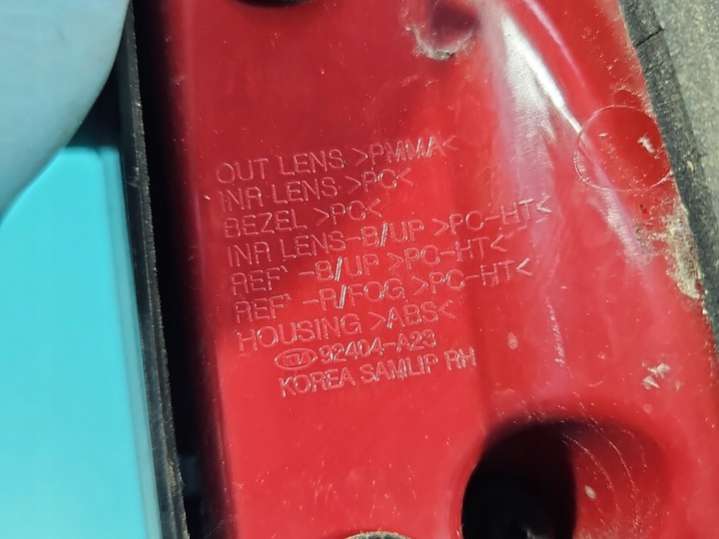 OUT LENS >PMMA<
INR LENS >PC<
BEZEL >PC<
INR LENS-B/UP >PC-HT<
REF` -B/UP >PC-HT<
REF` -R/FOG >PC-HT<
HOUSING >ABS<
KIA 92404-A23
KOREA SAMLIP RH